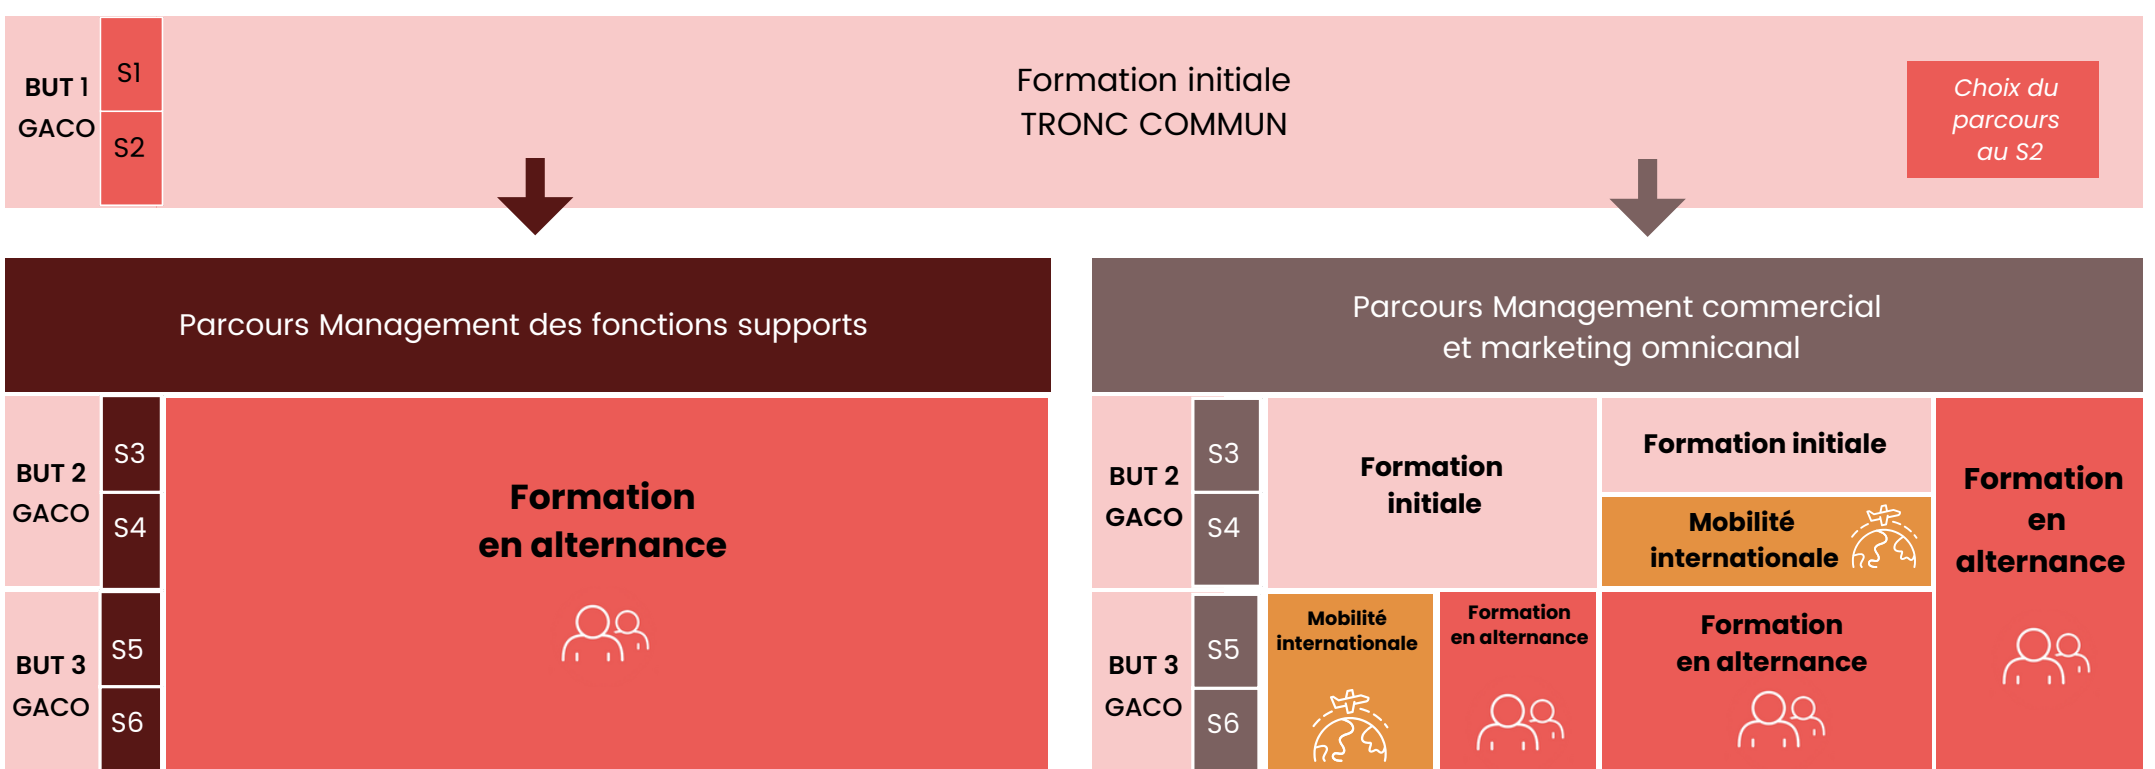 BUT 1
GACO
S1
S2
Formation initiale
TRONC COMMUN
Choix du
parcours
au S2
Parcours Management des fonctions supports
BUT 2
GACO
S3
S4
BUT 3
GACO
S5
S6
Formation
en alternance
Parcours Management commercial
et marketing omnicanal
BUT 2
GACO
S3
S4
Formation
initiale
Formation initiale
Mobilité
internationale
Formation
en
alternance
BUT 3
GACO
S5
S6
Mobilité
internationale
Formation
en alternance
Formation
en alternance